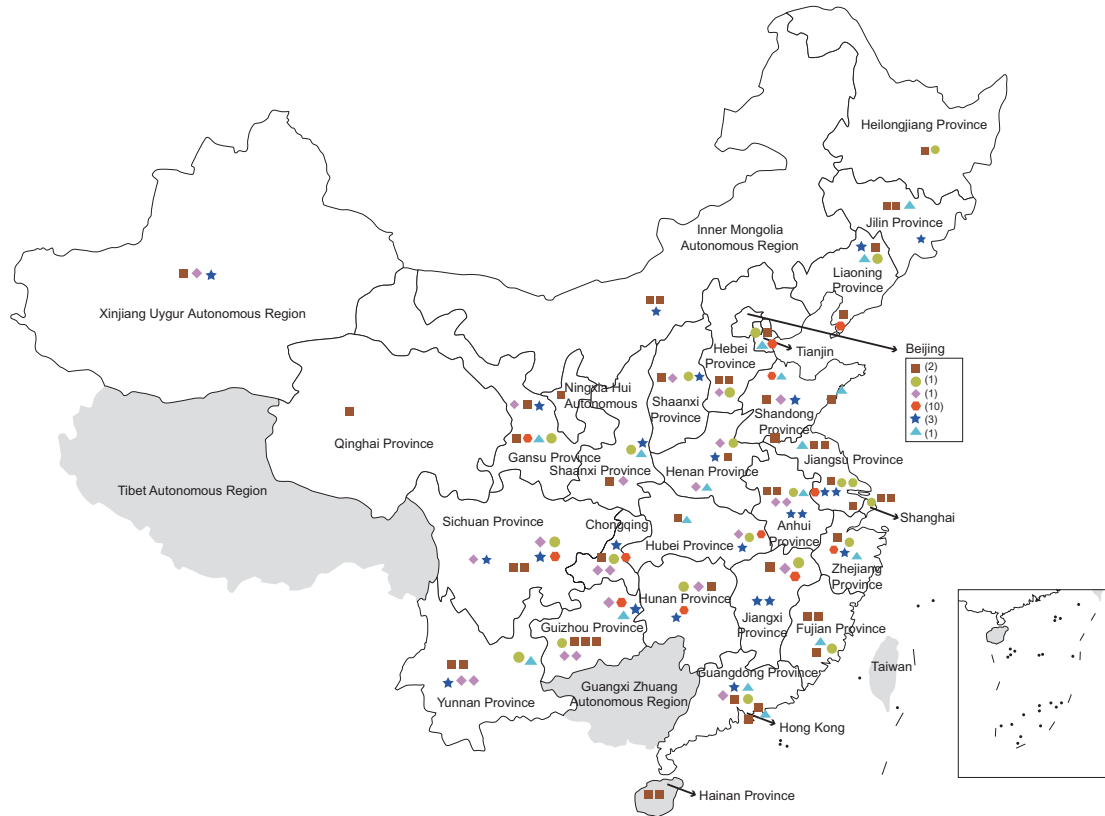 Heilongjiang Province
Jilin Province
Inner Mongolia
Autonomous Region
Liaoning
Province
Xinjiang Uygur Autonomous Region
Hebei
Province
Tianjin
Beijing
(2)
(1)
(1)
(10)
(3)
(1)
Ningxia Hui
Autonomous
Shaanxi
Province
Shandong
Province
Qinghai Province
Gansu Province
Shaanxi Province
Henan Province
Jiangsu Province
Tibet Autonomous Region
Shanghai
Sichuan Province
Chongqing
Anhui
Province
Hubei Province
Zhejiang
Province
Hunan Province
Jiangxi
Province
Guizhou Province
Fujian Province
Taiwan
Guangdong Province
Guangxi Zhuang
Autonomous Region
Yunnan Province
Hong Kong
Hainan Province